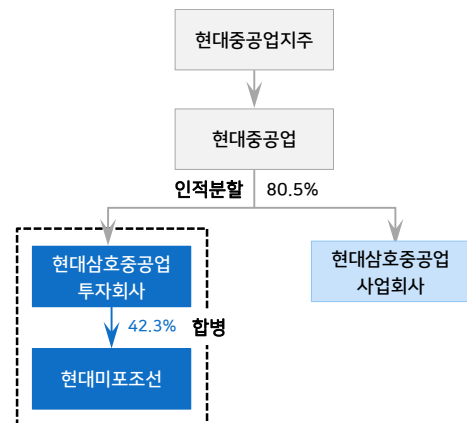 현대중공업지주
현대중공업
인적분할 80.5%
현대삼호중공업
투자회사
현대삼호중공업
사업회사
42.3% 합병
현대미포조선